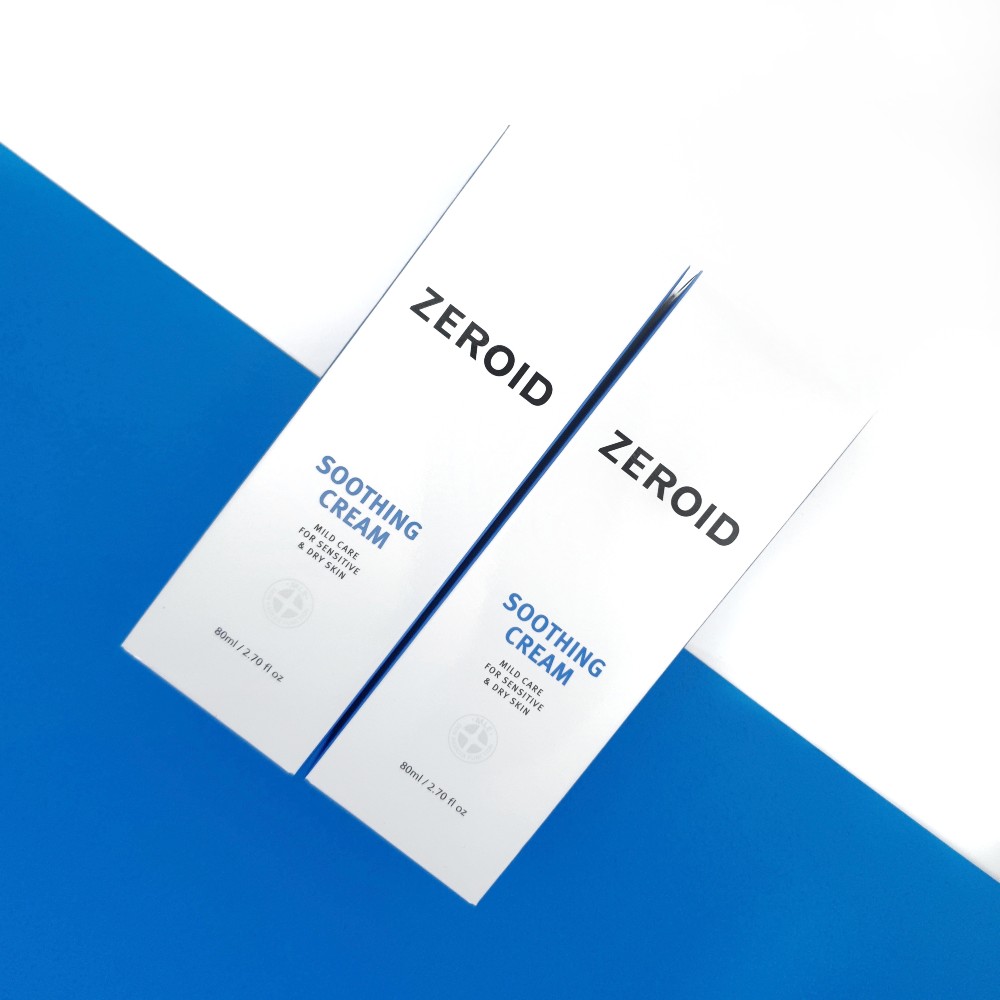 ZEROID
SOOTHING
CREAM
MILD CARE
FOR SENSITIVE
& DRY SKIN
80ml / 2.70 fl oz
ZEROID
SOOTHING
CREAM
MILD CARE
FOR SENSITIVE
& DRY SKIN
80ml / 2.70 fl oz